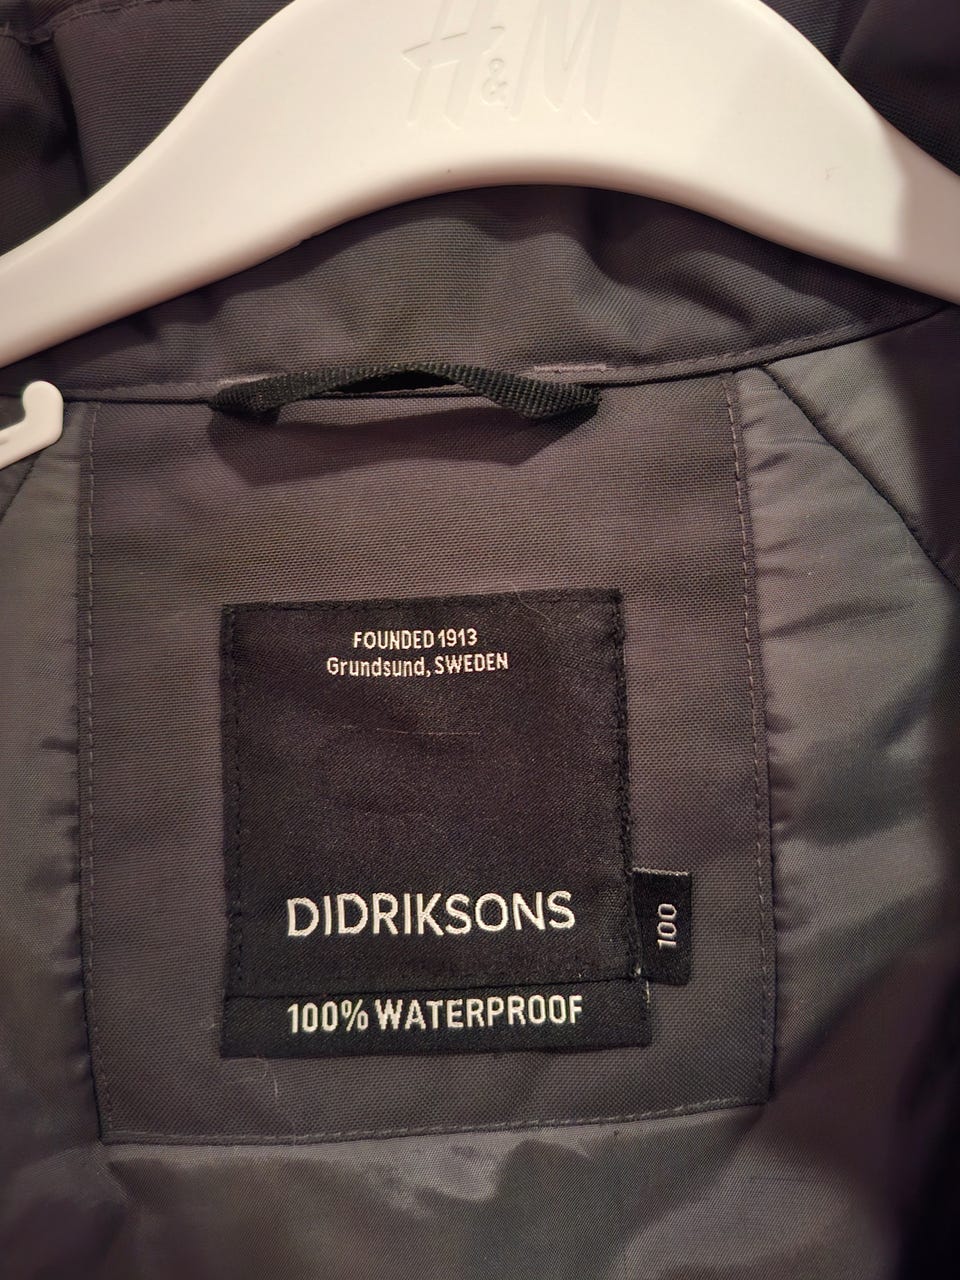 H&M
FOUNDED 1913
Grundsund, SWEDEN
DIDRIKSONS
100
100% WATERPROOF